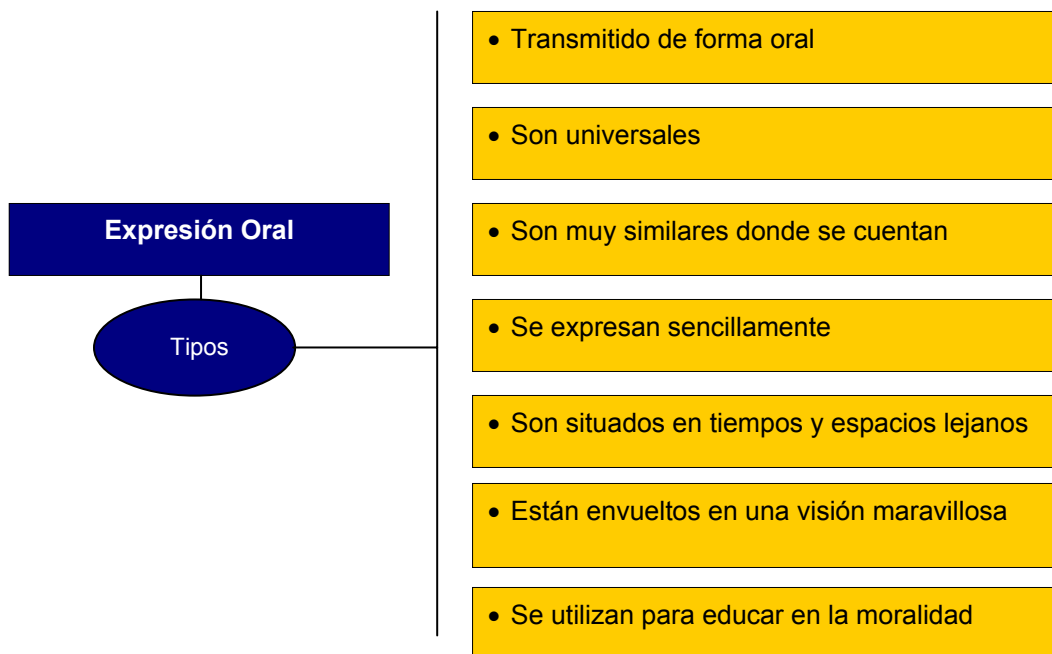 Expresión Oral
Tipos
• Transmitido de forma oral
• Son universales
• Son muy similares donde se cuentan
• Se expresan sencillamente
• Son situados en tiempos y espacios lejanos
• Están envueltos en una visión maravillosa
• Se utilizan para educar en la moralidad